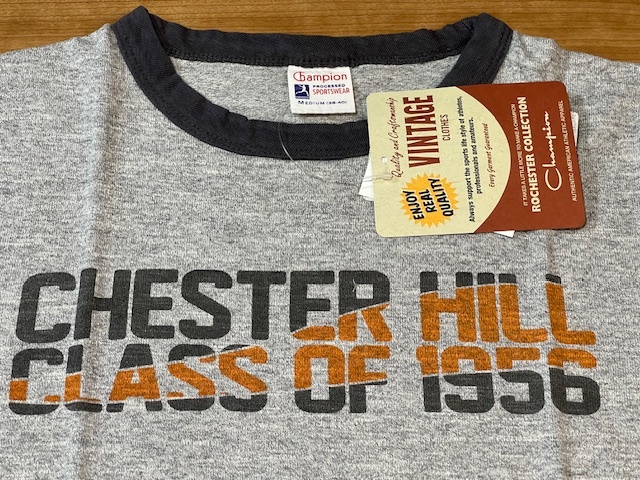 Champion
PROCESSED
SPORTSWEAR
MEDIUM (38-40)
Quality and Craftsmanship
VINTAGE
CLOTHES
Always support the sports life style of athletes,
professionals and amateurs.
Every Garment Guaranteed
ENJOY
REAL
QUALITY
IT TAKES A LITTLE MORE TO MAKE A CHAMPION
ROCHESTER COLLECTION
Champion
AUTHENTIC AMERICAN ATHLETIC APPAREL
CHESTER HILL
CLASS OF 1956